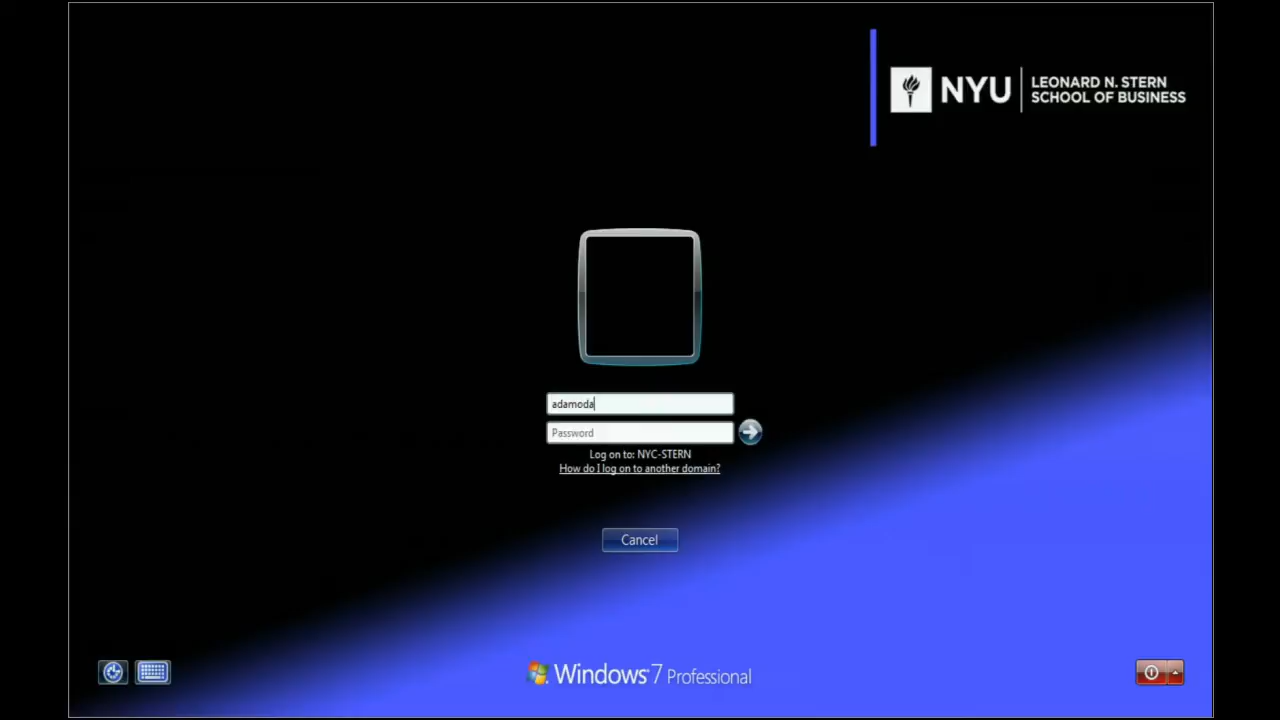 NYU
LEONARD N. STERN
SCHOOL OF BUSINESS
adamoda
Password
Log on to: NYC-STERN
How do I log on to another domain?
Cancel
Windows 7 Professional